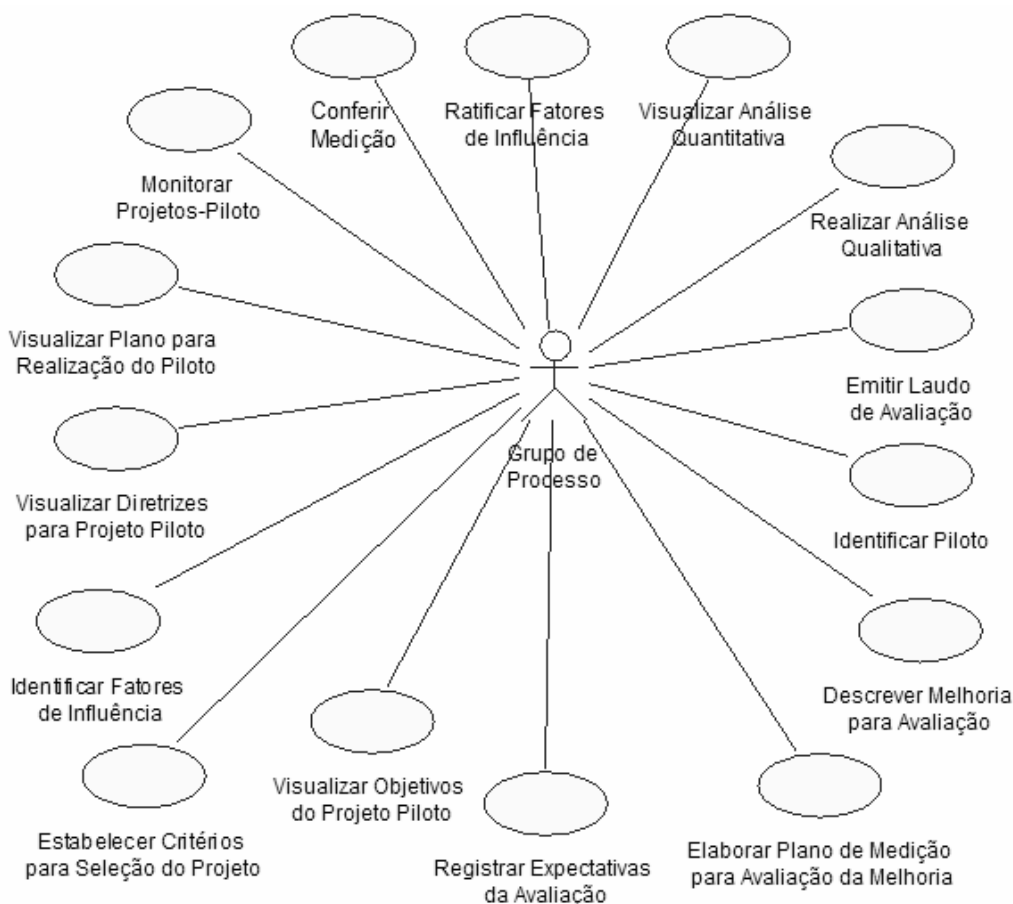 Conferir
Medição
Ratificar Fatores
de Influência
Visualizar Análise
Quantitativa
Monitorar
Projetos-Piloto
Realizar Análise
Qualitativa
Visualizar Plano para
Realização do Piloto
Emitir Laudo
de Avaliação
Grupo de
Processo
Visualizar Diretrizes
para Projeto Piloto
Identificar Piloto
Identificar Fatores
de Influência
Descrever Melhoria
para Avaliação
Visualizar Objetivos
do Projeto Piloto
Estabelecer Critérios
para Seleção do Projeto
Registrar Expectativas
da Avaliação
Elaborar Plano de Medição
para Avaliação da Melhoria